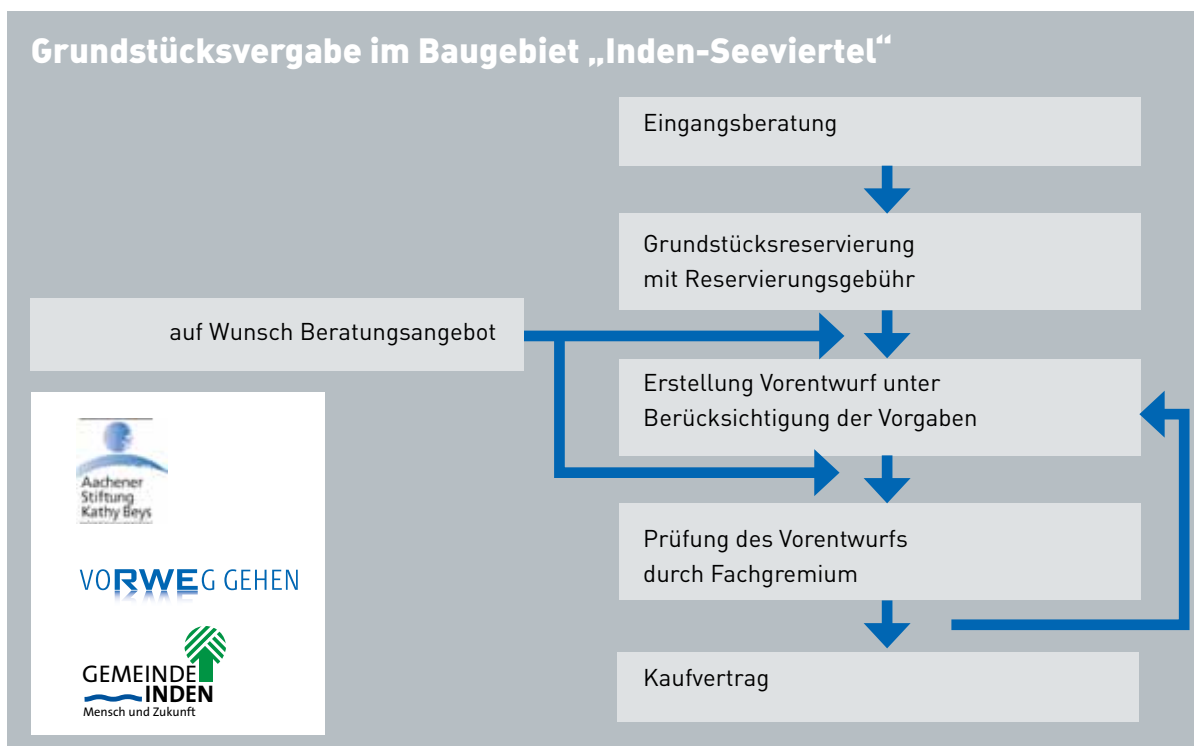 Grundstücksvergabe im Baugebiet „Inden-Seeviertel“
Eingangsberatung
Grundstücksreservierung
mit Reservierungsgebühr
auf Wunsch Beratungsangebot
Erstellung Vorentwurf unter
Berücksichtigung der Vorgaben
Prüfung des Vorentwurfs
durch Fachgremium
Kaufvertrag
Aachener
Stiftung
Kathy Beys
VORWEG GEHEN
GEMEINDE
INDEN
Mensch und Zukunft